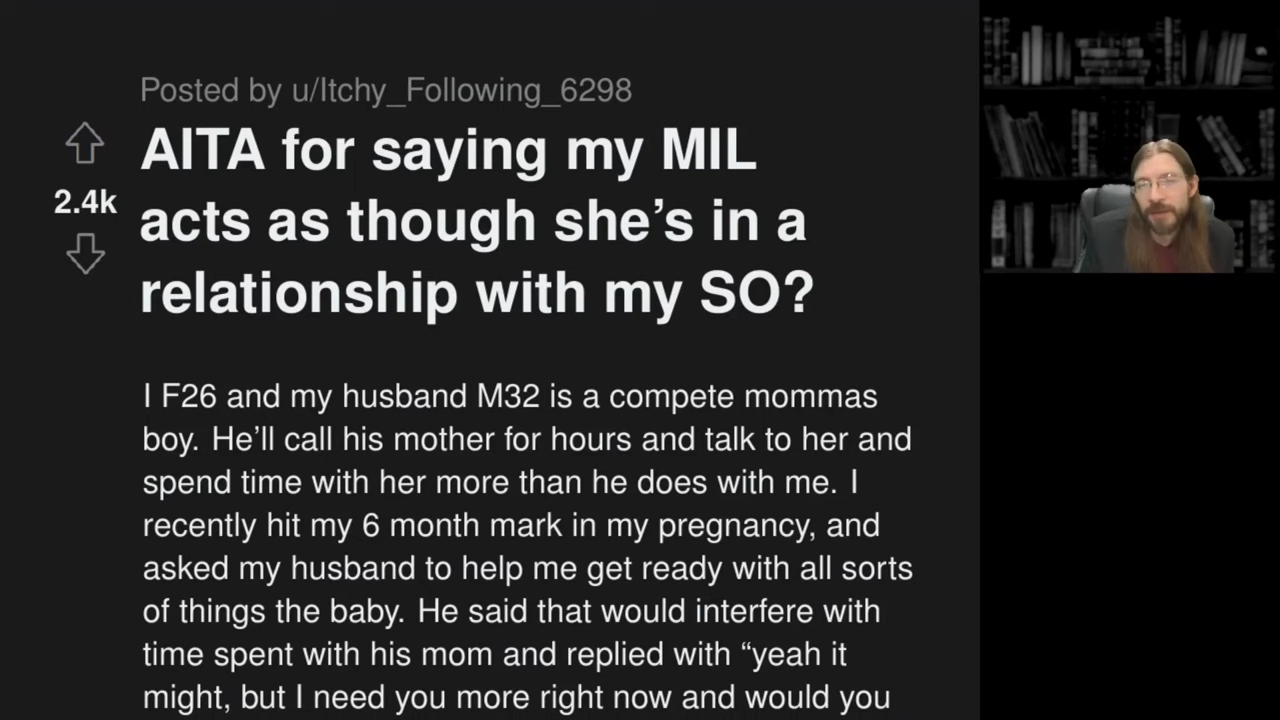 Posted by u/Itchy_Following_6298
AITA for saying my MIL
2.4k
acts as though she’s in a
relationship with my SO?
I F26 and my husband M32 is a compete mommas
boy. He’ll call his mother for hours and talk to her and
spend time with her more than he does with me. I
recently hit my 6 month mark in my pregnancy, and
asked my husband to help me get ready with all sorts
of things the baby. He said that would interfere with
time spent with his mom and replied with “yeah it
might, but I need you more right now and would you